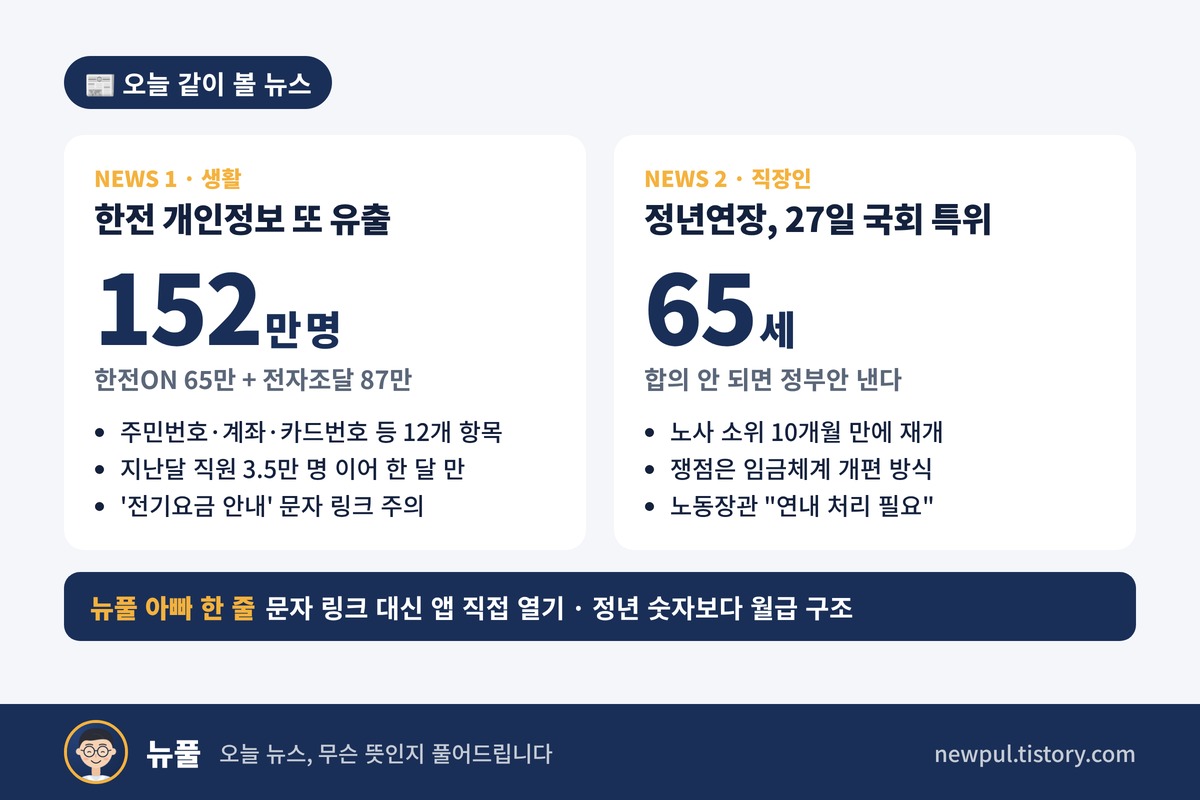 오늘 같이 볼 뉴스
NEWS 1 · 생활
한전 개인정보 또 유출
152만 명
한전ON 65만 + 전자조달 87만
• 주민번호·계좌·카드번호 등 12개 항목
• 지난달 직원 3.5만 명 이어 한 달 만
• '전기요금 안내' 문자 링크 주의
NEWS 2 · 직장인
정년연장, 27일 국회 특위
65세
합의 안 되면 정부안 낸다
• 노사 소위 10개월 만에 재개
• 쟁점은 임금체계 개편 방식
• 노동장관 "연내 처리 필요"
뉴풀 아빠 한 줄 문자 링크 대신 앱 직접 열기 · 정년 숫자보다 월급 구조
뉴풀 오늘 뉴스, 무슨 뜻인지 풀어드립니다
newpul.tistory.com